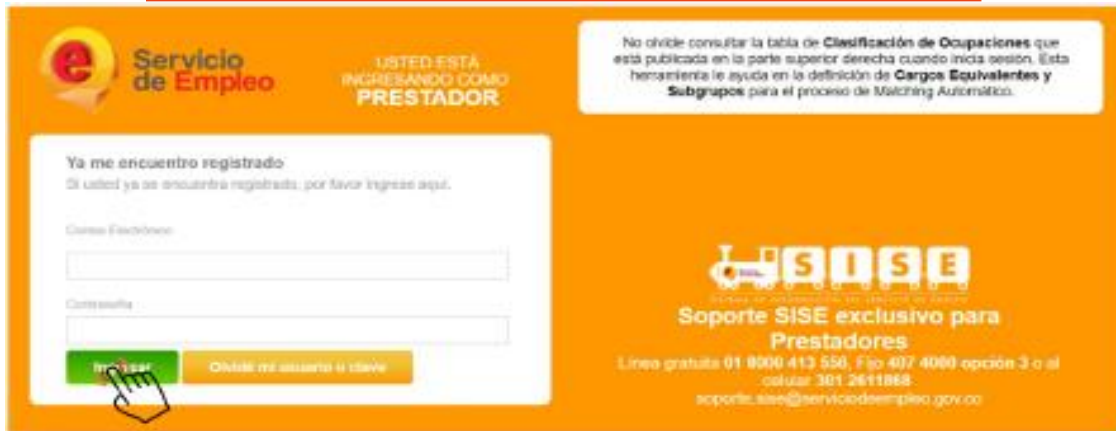 e Servicio
de Empleo
USTED ESTÁ
INGRESANDO COMO
PRESTADOR
No olvide consultar la tabla de Clasificación de Ocupaciones que
está publicada en la parte superior derecha cuando inicia sesión. Esta
herramienta le ayuda en la definición de Cargos Equivalentes y
Subgrupos para el proceso de Matching Automático.
Ya me encuentro registrado
Si usted ya se encuentra registrado, por favor ingrese aquí.
Correo Electrónico
Contraseña
Olvidé mi usuario o clave
SISE
Soporte SISE exclusivo para
Prestadores
Línea gratuita 01 8000 413 556, Fijo 407 4080 opción 3 o al
celular 301 2611868
soporte.sise@serviciodeempleo.gov.co